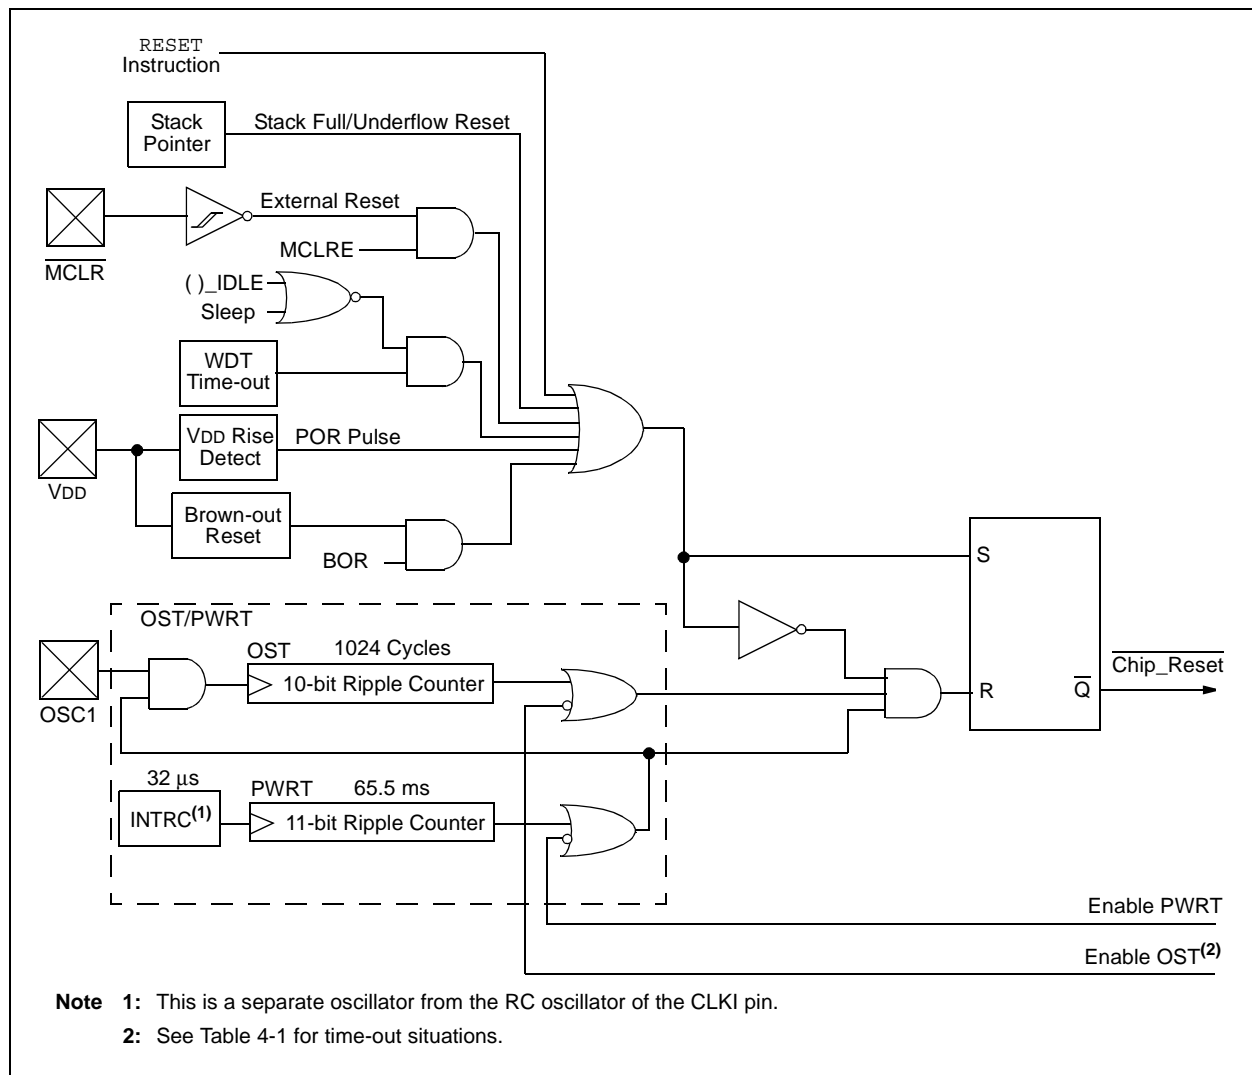 RESET
Instruction
Stack
Pointer
Stack Full/Underflow Reset
External Reset
MCLR
MCLRE
( )_IDLE
Sleep
WDT
Time-out
VDD Rise
Detect
POR Pulse
VDD
Brown-out
Reset
BOR
S
OST/PWRT
OST
1024 Cycles
10-bit Ripple Counter
OSC1
Chip_Reset
R
Q
32 μs
PWRT
65.5 ms
INTRC(1)
11-bit Ripple Counter
Enable PWRT
Enable OST(2)
Note 1: This is a separate oscillator from the RC oscillator of the CLKI pin.
2: See Table 4-1 for time-out situations.